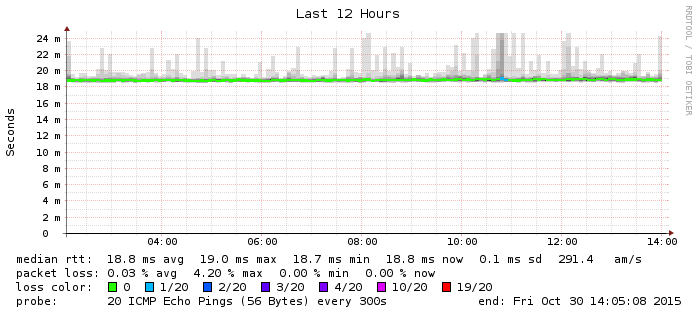 Last 12 Hours
RRDTOOL / TOBI OETIKER
Seconds
24 m
22 m
20 m
18 m
16 m
14 m
12 m
10 m
8 m
6 m
4 m
2 m
0
04:00 06:00 08:00 10:00 12:00 14:00
median rtt: 18.8 ms avg 19.0 ms max 18.7 ms min 18.8 ms now 0.1 ms sd 291.4 am/s
packet loss: 0.03 % avg 4.20 % max 0.00 % min 0.00 % now
loss color: 0 1/20 2/20 3/20 4/20 10/20 19/20
probe: 20 ICMP Echo Pings (56 Bytes) every 300s end: Fri Oct 30 14:05:08 2015